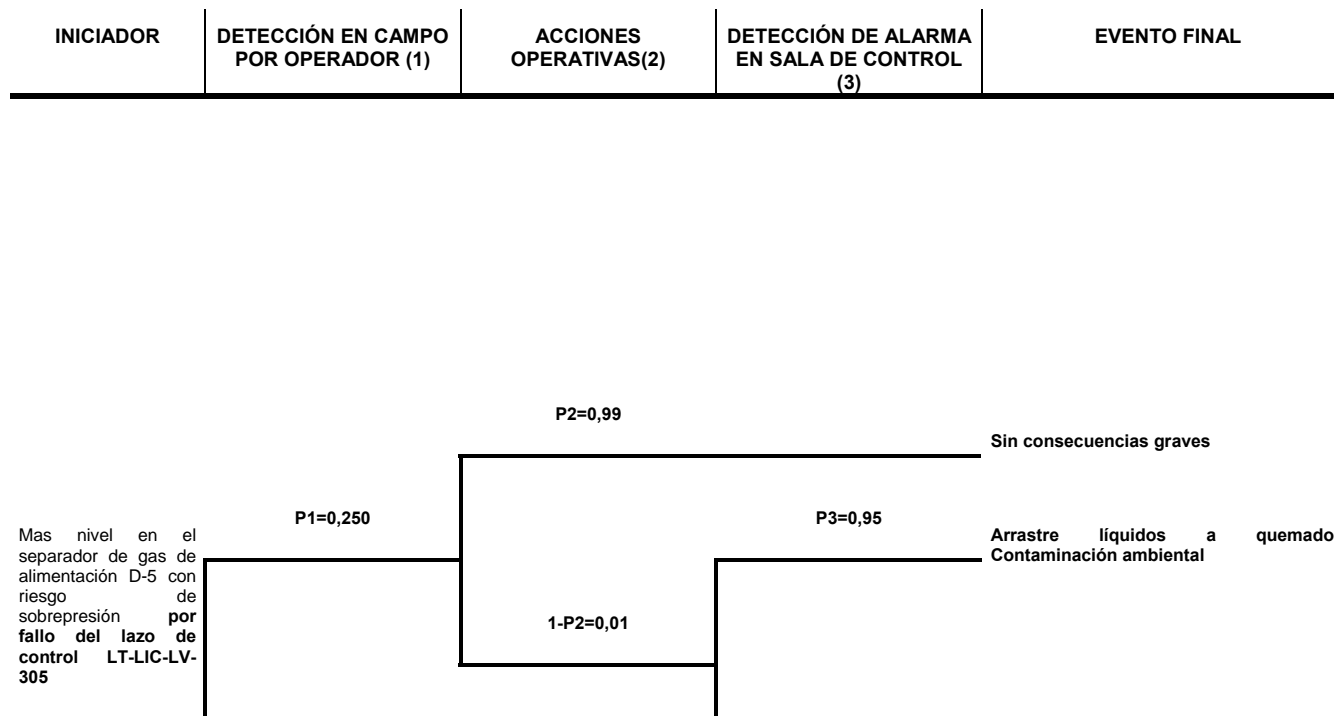 INICIADOR
DETECCIÓN EN CAMPO
POR OPERADOR (1)
ACCIONES
OPERATIVAS(2)
DETECCIÓN DE ALARMA
EN SALA DE CONTROL
(3)
EVENTO FINAL
P2=0,99
Sin consecuencias graves
P1=0,250
P3=0,95
Mas nivel en el
separador de gas de
alimentación D-5 con
riesgo de
sobrepresión por
fallo del lazo de
control LT-LIC-LV-
305
Arrastre líquidos a quemado
Contaminación ambiental
1-P2=0,01